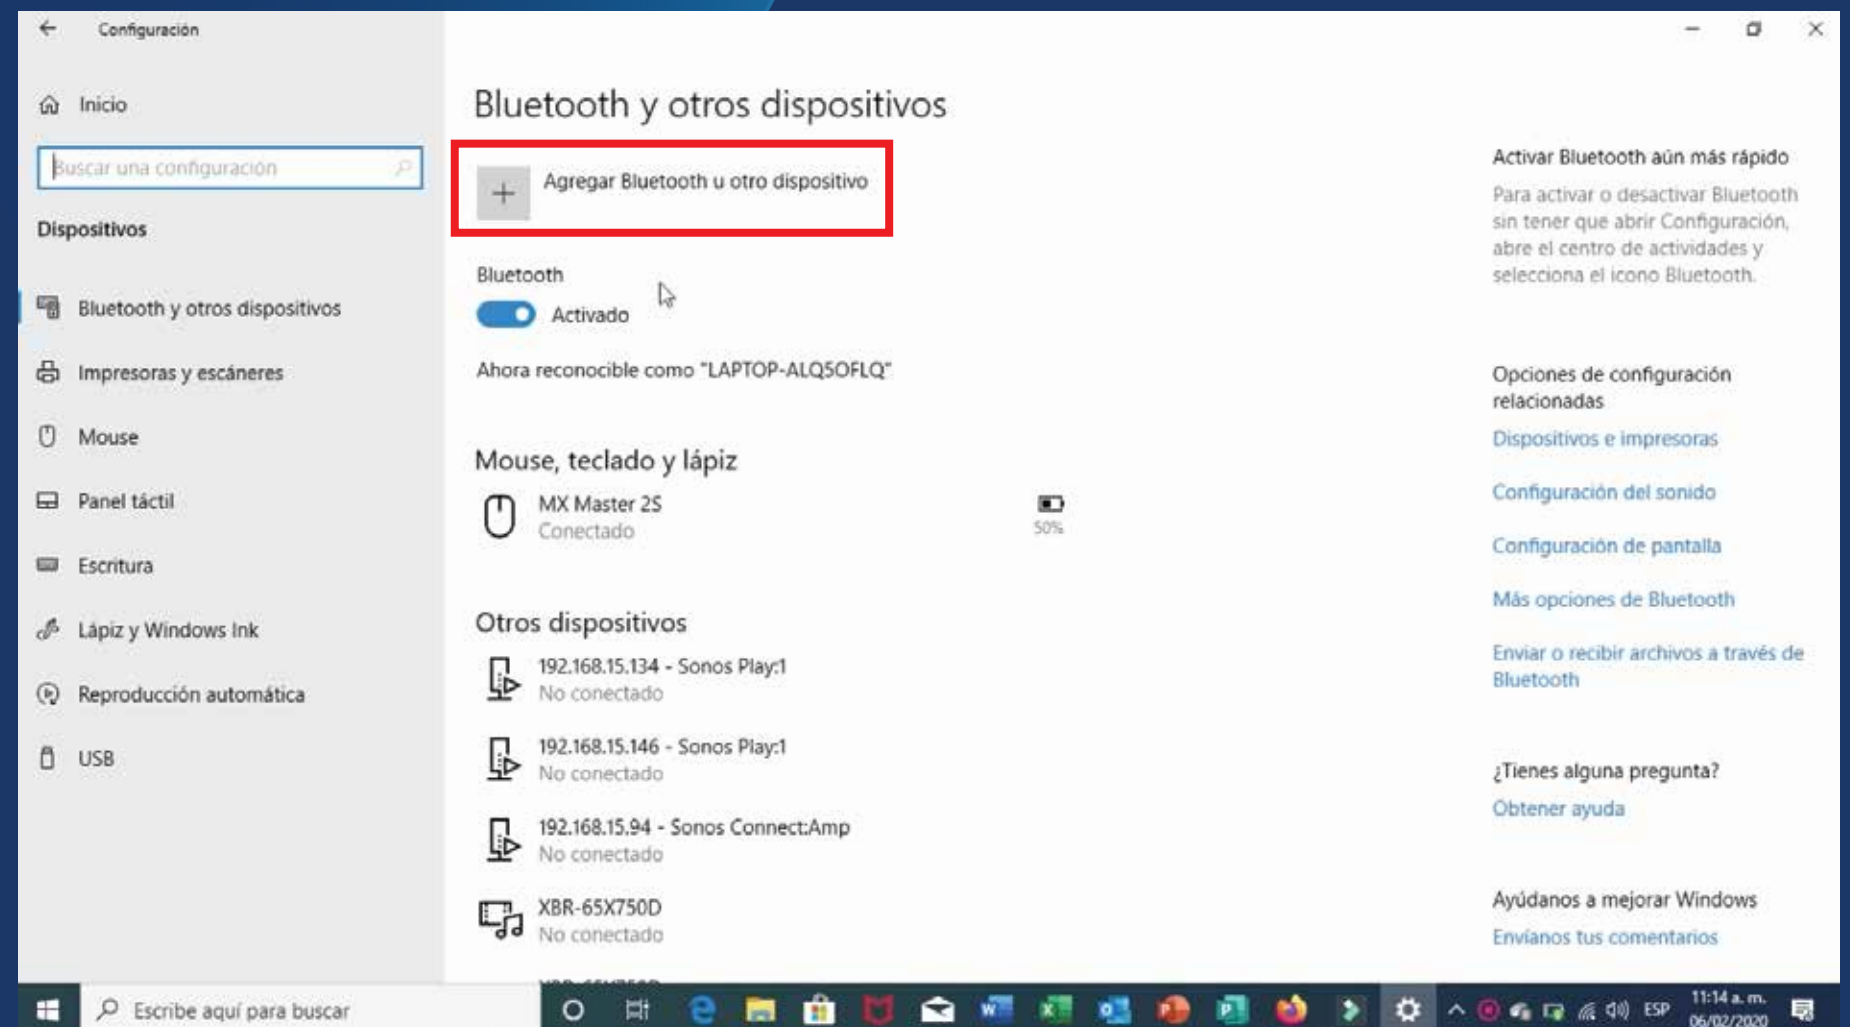 Configuración
Inicio
Buscar una configuración
Dispositivos
Bluetooth y otros dispositivos
Impresoras y escáneres
Mouse
Panel táctil
Escritura
Lápiz y Windows Ink
Reproducción automática
USB
Bluetooth y otros dispositivos
Agregar Bluetooth u otro dispositivo
Bluetooth
Activado
Ahora reconocible como "LAPTOP-ALQ5OFLQ"
Mouse, teclado y lápiz
MX Master 2S
Conectado
50%
Otros dispositivos
192.168.15.134 - Sonos Play:1
No conectado
192.168.15.146 - Sonos Play:1
No conectado
192.168.15.94 - Sonos Connect:Amp
No conectado
XBR-65X750D
No conectado
Activar Bluetooth aún más rápido
Para activar o desactivar Bluetooth
sin tener que abrir Configuración,
abre el centro de actividades y
selecciona el icono Bluetooth.
Opciones de configuración
relacionadas
Dispositivos e impresoras
Configuración del sonido
Configuración de pantalla
Más opciones de Bluetooth
Enviar o recibir archivos a través de
Bluetooth
¿Tienes alguna pregunta?
Obtener ayuda
Ayúdanos a mejorar Windows
Envíanos tus comentarios
Escribe aquí para buscar
ESP
11:14 a. m.
06/02/2020